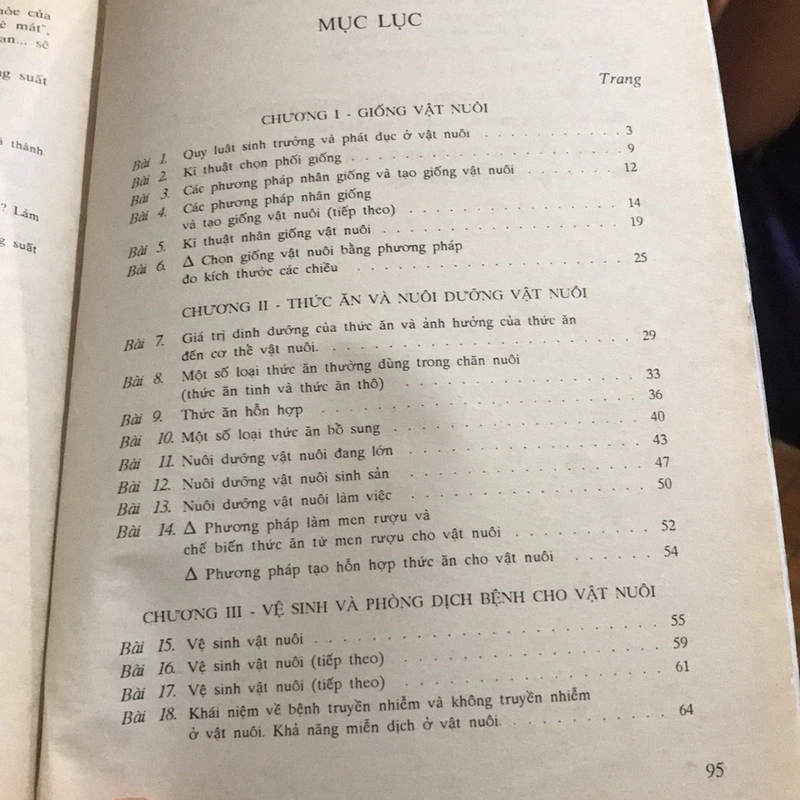 hỏe của
è mát",
an... sẽ
g suất
à thành
? Làm
g suất
MỤC LỤC
Trang
CHƯƠNG I - GIỐNG VẬT NUÔI
Bài 1. Quy luật sinh trưởng và phát dục ở vật nuôi 3
Bài 2. Kĩ thuật chọn phối giống 9
Bài 3. Các phương pháp nhân giống và tạo giống vật nuôi 12
Bài 4. Các phương pháp nhân giống
và tạo giống vật nuôi (tiếp theo) 14
Bài 5. Kĩ thuật nhân giống vật nuôi 19
Bài 6. Δ Chọn giống vật nuôi bằng phương pháp
đo kích thước các chiều 25
CHƯƠNG II - THỨC ĂN VÀ NUÔI DƯỠNG VẬT NUÔI
Bài 7. Giá trị dinh dưỡng của thức ăn và ảnh hưởng của thức ăn
đến cơ thể vật nuôi. 29
Bài 8. Một số loại thức ăn thường dùng trong chăn nuôi
(thức ăn tinh và thức ăn thô) 33
Bài 9. Thức ăn hỗn hợp 36
Bài 10. Một số loại thức ăn bổ sung 40
Bài 11. Nuôi dưỡng vật nuôi đang lớn 43
Bài 12. Nuôi dưỡng vật nuôi sinh sản 47
Bài 13. Nuôi dưỡng vật nuôi làm việc 50
Bài 14. Δ Phương pháp làm men rượu và
chế biến thức ăn từ men rượu cho vật nuôi 52
Δ Phương pháp tạo hỗn hợp thức ăn cho vật nuôi 54
CHƯƠNG III - VỆ SINH VÀ PHÒNG DỊCH BỆNH CHO VẬT NUÔI
Bài 15. Vệ sinh vật nuôi 55
Bài 16. Vệ sinh vật nuôi (tiếp theo) 59
Bài 17. Vệ sinh vật nuôi (tiếp theo) 61
Bài 18. Khái niệm về bệnh truyền nhiễm và không truyền nhiễm
ở vật nuôi. Khả năng miễn dịch ở vật nuôi. 64
95